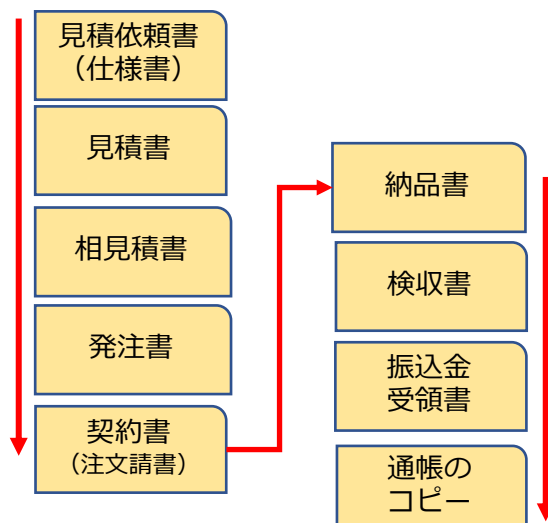 見積依頼書
（仕様書）
見積書
相見積書
発注書
契約書
（注文請書）
納品書
検収書
振込金
受領書
通帳の
コピー